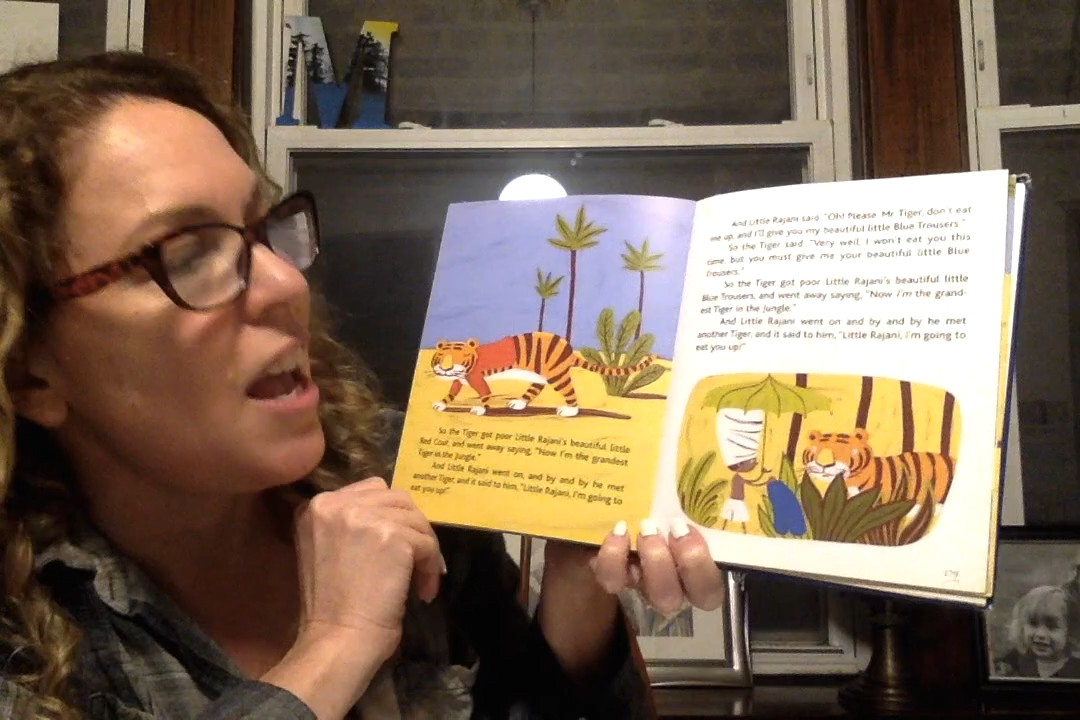 M
So the Tiger got poor Little Rajani's beautiful little
Red Coat, and went away saying, "Now I'm the grandest
Tiger in the Jungle."
And Little Rajani went on, and by and by he met
another Tiger, and it said to him, "Little Rajani, I'm going to
eat you up!"
And Little Rajani said, "Oh! Please Mr Tiger, don't eat
me up, and I'll give you my beautiful little Blue Trousers."
So the Tiger said, "Very well, I won't eat you this
time, but you must give me your beautiful little Blue
Trousers."
So the Tiger got poor Little Rajani's beautiful little
Blue Trousers, and went away saying, "Now I'm the grand-
est Tiger in the Jungle."
And Little Rajani went on and by and by he met
another Tiger, and it said to him, "Little Rajani, I'm going to
eat you up!"